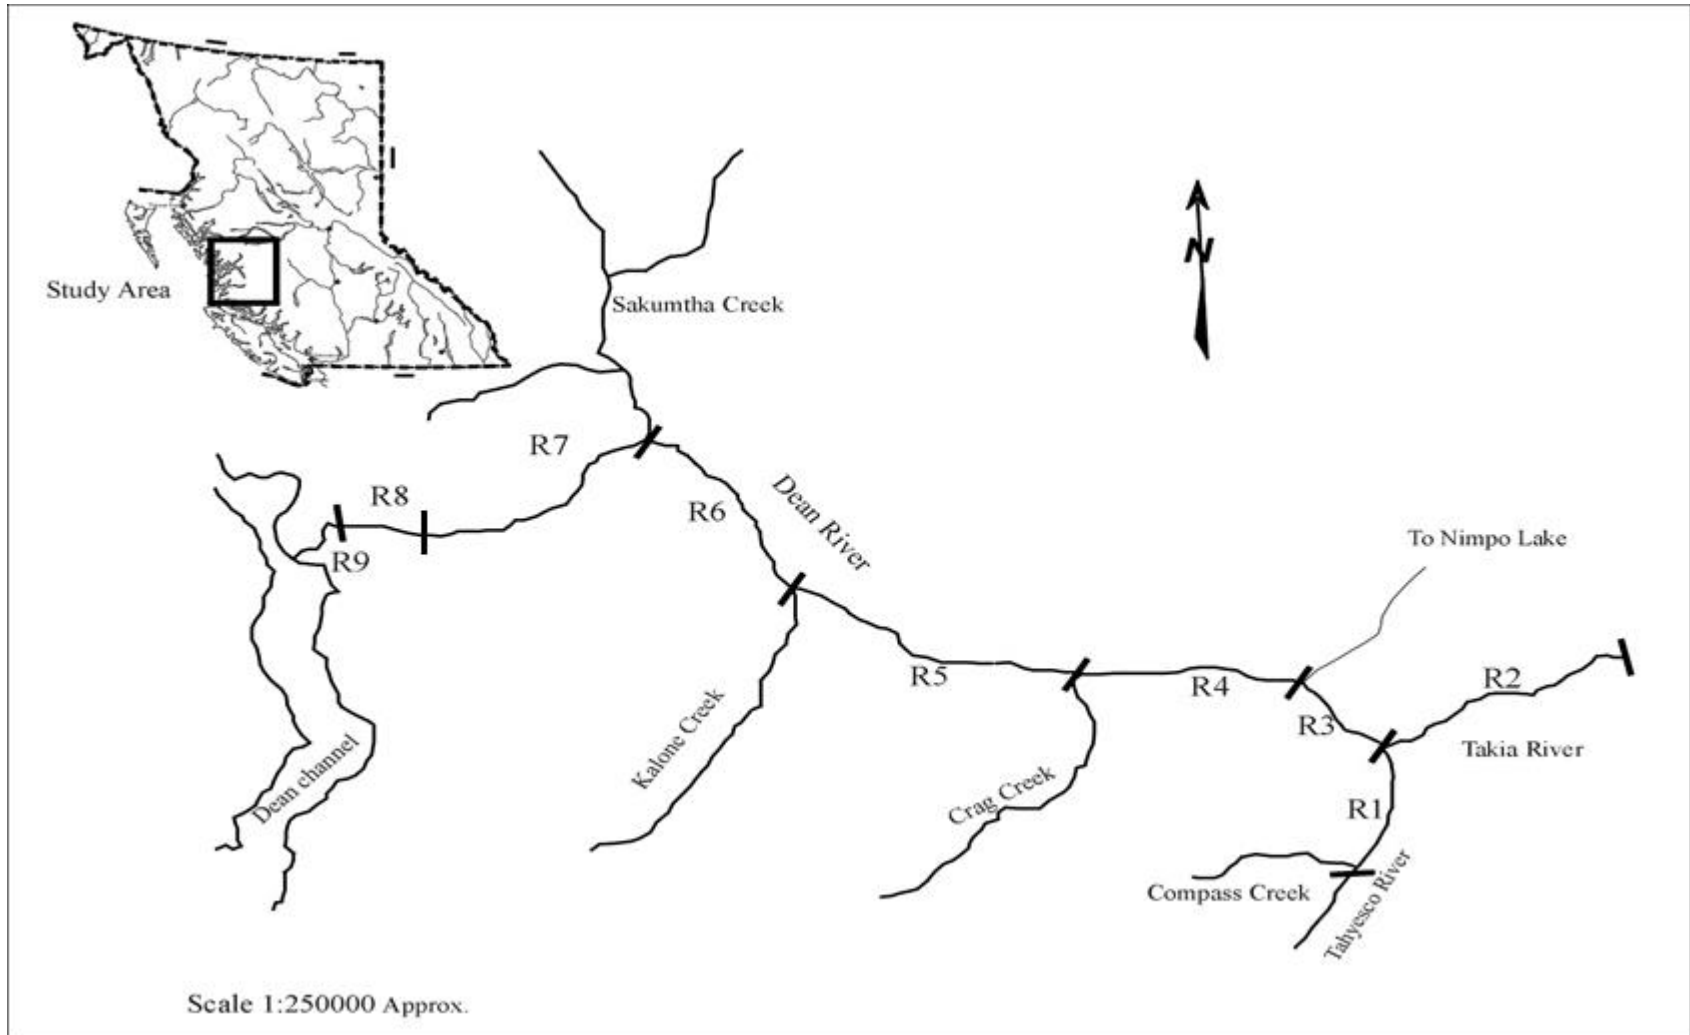 N
Study Area
Sakumtha Creek
R7
R8
R6
Dean River
R9
To Nimpo Lake
R5
R4
R2
R3
Takia River
Kalone Creek
Dean channel
Crag Creek
R1
Compass Creek
Tahyesco River
Scale 1:250000 Approx.